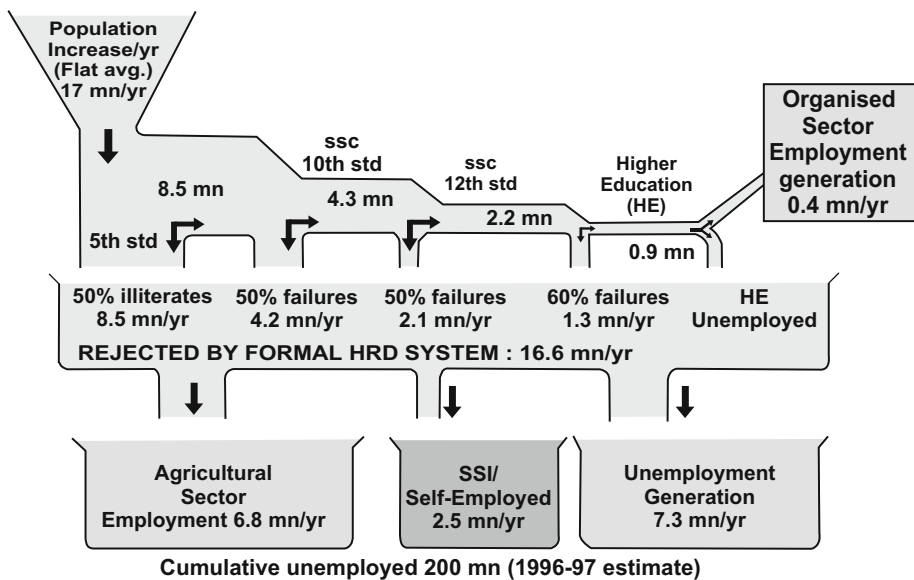 Population
Increase/yr
(Flat avg.)
17 mn/yr
ssc
10th std
ssc
12th std
Higher
Education
(HE)
Organised
Sector
Employment
generation
0.4 mn/yr
8.5 mn
4.3 mn
2.2 mn
0.9 mn
5th std
50% illiterates
8.5 mn/yr
50% failures
4.2 mn/yr
50% failures
2.1 mn/yr
60% failures
1.3 mn/yr
HE
Unemployed
REJECTED BY FORMAL HRD SYSTEM : 16.6 mn/yr
Agricultural
Sector
Employment 6.8 mn/yr
SSI/
Self-Employed
2.5 mn/yr
Unemployment
Generation
7.3 mn/yr
Cumulative unemployed 200 mn (1996-97 estimate)